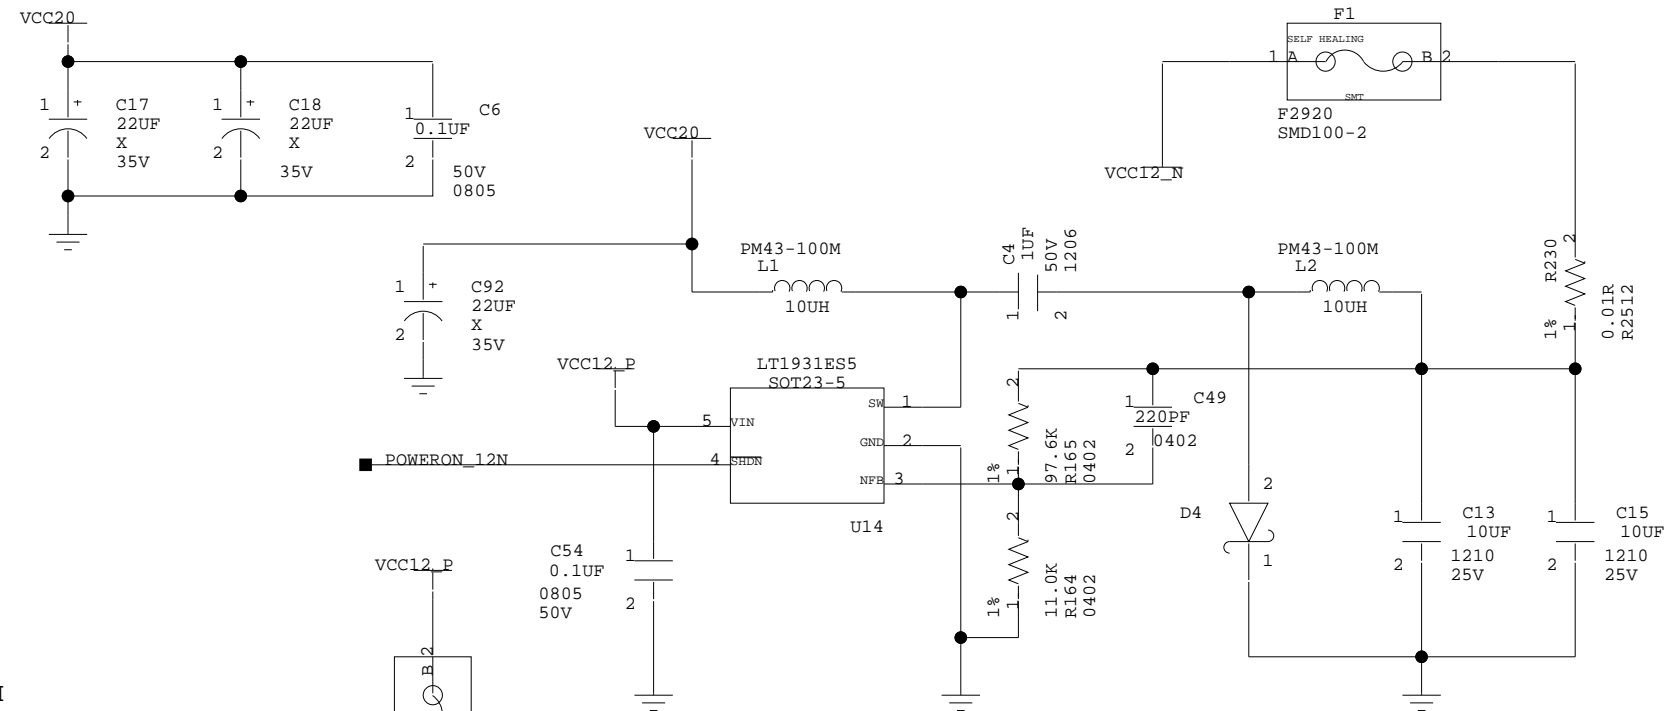 VCC20
1 + C17
22UF
X
35V
2
1 + C18
22UF
X
35V
2
1 C6
0.1UF
2
50V
0805
F1
SELF HEALING
1 A B 2
SMT
F2920
SMD100-2
VCC12_N
VCC20
1 + C92
22UF
X
35V
2
PM43-100M
L1
10UH
C4
1UF
50V
1206
1
2
PM43-100M
L2
10UH
R230
2
1%
1
0.01R
R2512
VCC12_P
LT1931ES5
SOT23-5
5 VIN
4 SHDN
SW 1
GND 2
NFB 3
U14
POWERON_12N
2
1%
1
97.6K
R165
0402
1 C49
220PF
0402
2
2
1%
1
11.0K
R164
0402
D4
2
1
1 C13
10UF
1210
25V
2
1 C15
10UF
1210
25V
2
C54
0.1UF
0805
50V
1
2
VCC12_P
B 2